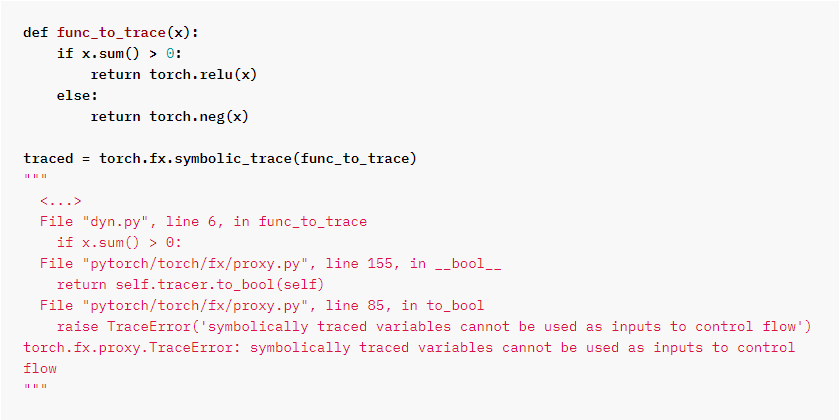 def func_to_trace(x):
    if x.sum() > 0:
        return torch.relu(x)
    else:
        return torch.neg(x)

traced = torch.fx.symbolic_trace(func_to_trace)
"""
  <...>
  File "dyn.py", line 6, in func_to_trace
    if x.sum() > 0:
  File "pytorch/torch/fx/proxy.py", line 155, in __bool__
    return self.tracer.to_bool(self)
  File "pytorch/torch/fx/proxy.py", line 85, in to_bool
    raise TraceError('symbolically traced variables cannot be used as inputs to control flow')
torch.fx.proxy.TraceError: symbolically traced variables cannot be used as inputs to control
flow
"""